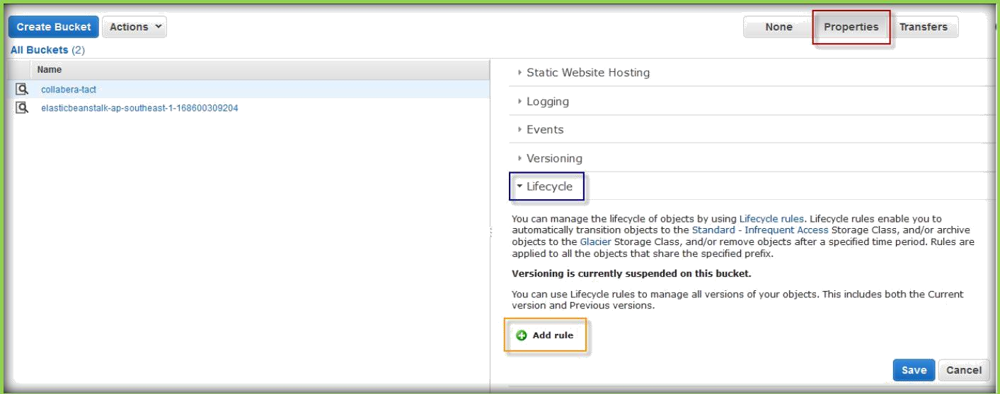 Create Bucket Actions None Properties Transfers
All Buckets (2)
Name
collabera-tact
elasticbeanstalk-ap-southeast-1-168600309204
Static Website Hosting
Logging
Events
Versioning
Lifecycle
You can manage the lifecycle of objects by using Lifecycle rules. Lifecycle rules enable you to
automatically transition objects to the Standard - Infrequent Access Storage Class, and/or archive
objects to the Glacier Storage Class, and/or remove objects after a specified time period. Rules are
applied to all the objects that share the specified prefix.
Versioning is currently suspended on this bucket.
You can use Lifecycle rules to manage all versions of your objects. This includes both the Current
version and Previous versions.
Add rule
Save Cancel